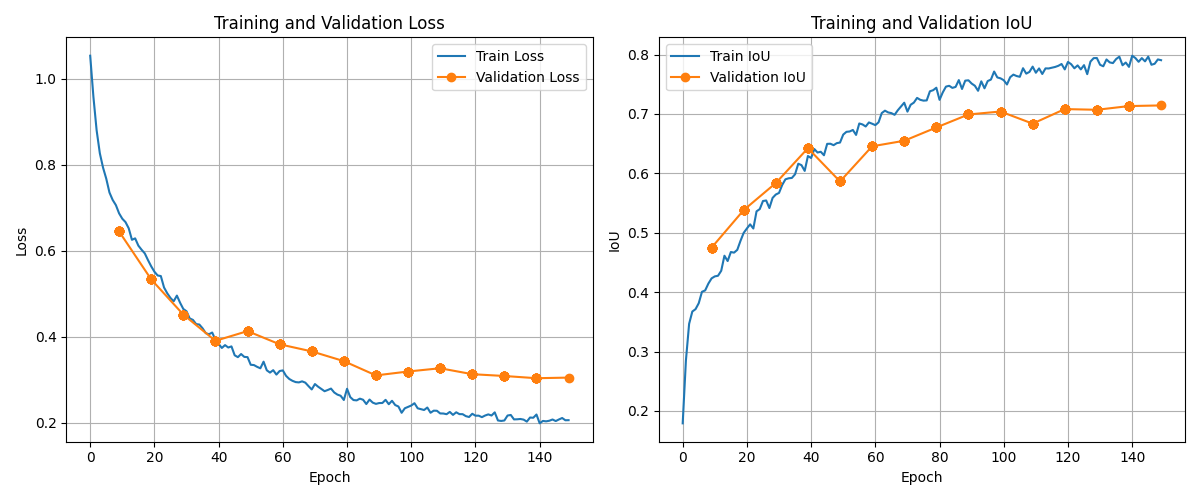 Training and Validation Loss
Train Loss
Validation Loss
1.0
0.8
0.6
0.4
0.2
Loss
0 20 40 60 80 100 120 140
Epoch
Training and Validation IoU
Train IoU
Validation IoU
0.8
0.7
0.6
0.5
0.4
0.3
0.2
IoU
0 20 40 60 80 100 120 140
Epoch